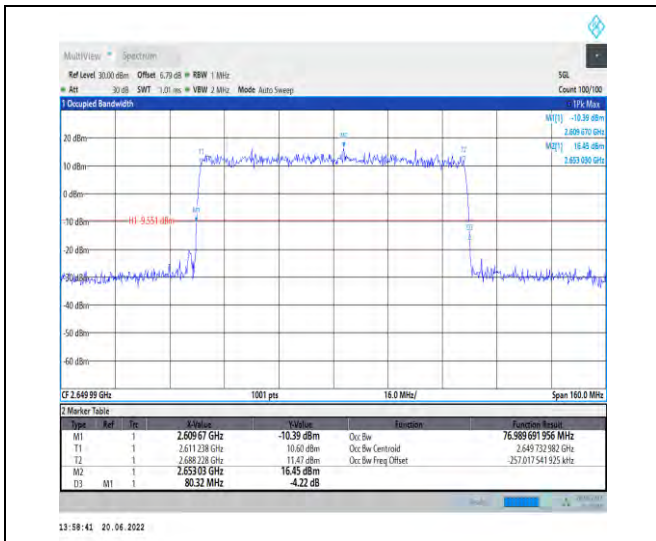 MultiView Spectrum
Ref Level 30.00 dBm Offset 6.79 dB RBW 1 MHz SGL
Att 30 dB SWT 1.01 ms VBW 2 MHz Mode Auto Sweep Count 100/100
1 Occupied Bandwidth 1Pk Max
M1[1] -10.39 dBm
2.609 670 GHz
M2[1] 16.45 dBm
2.653 030 GHz
20 dBm
M2
T1
T2
10 dBm
0 dBm
M1
-10 dBm
H1 -9.551 dBm
D3
-20 dBm
-30 dBm
-40 dBm
-50 dBm
-60 dBm
CF 2.649 99 GHz 1001 pts 16.0 MHz/ Span 160.0 MHz
2 Marker Table
Type Ref Trc X-Value Y-Value Function Function Result
M1 1 2.609 67 GHz -10.39 dBm Occ Bw 76.989 691 956 MHz
T1 1 2.611 238 GHz 10.60 dBm Occ Bw Centroid 2.649 732 982 GHz
T2 1 2.688 228 GHz 11.47 dBm Occ Bw Freq Offset -257.017 541 925 kHz
M2 1 2.653 03 GHz 16.45 dBm
D3 M1 1 80.32 MHz -4.22 dB
13:58:41 20.06.2022